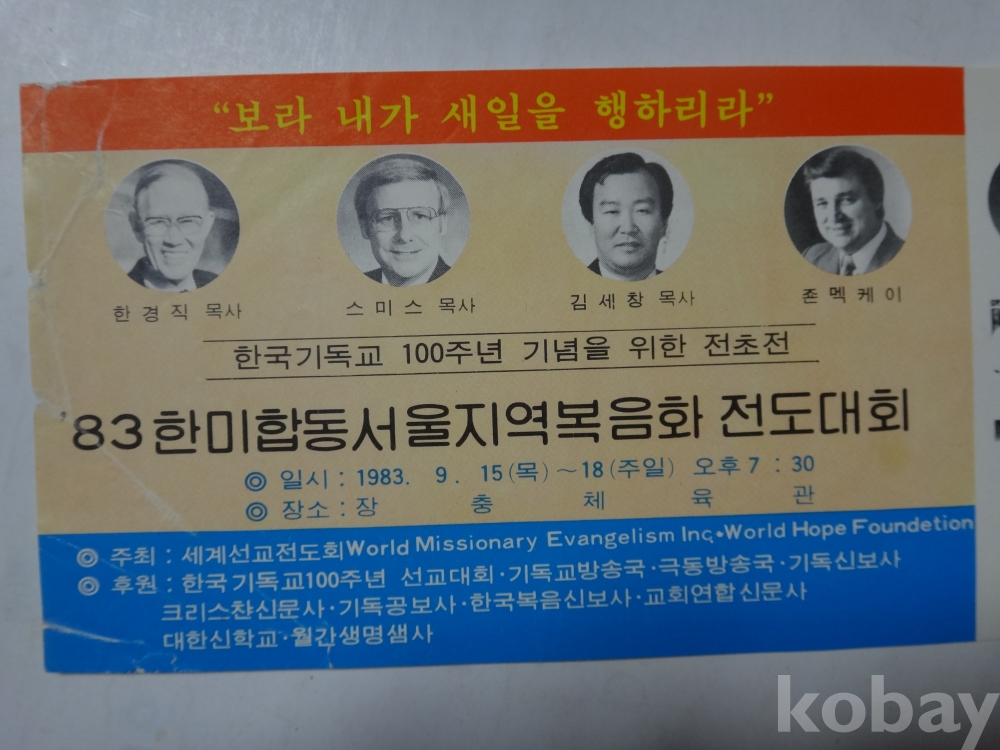 “보라 내가 새일을 행하리라”
한경직 목사
스미스 목사
김세창 목사
죤멕케이
한국기독교 100주년 기념을 위한 전초전
'83 한미합동서울지역복음화 전도대회
◎ 일시 : 1983. 9. 15(목)~18(주일) 오후 7 : 30
◎ 장소 : 장충체육관
◎ 주최 : 세계선교전도회World Missionary Evangelism Inc•World Hope Foundetion
◎ 후원 : 한국기독교100주년 선교대회·기독교방송국·극동방송국·기독신보사
크리스챤신문사·기독공보사·한국복음신보사·교회연합신문사
대한신학교·월간생명샘사
kobay